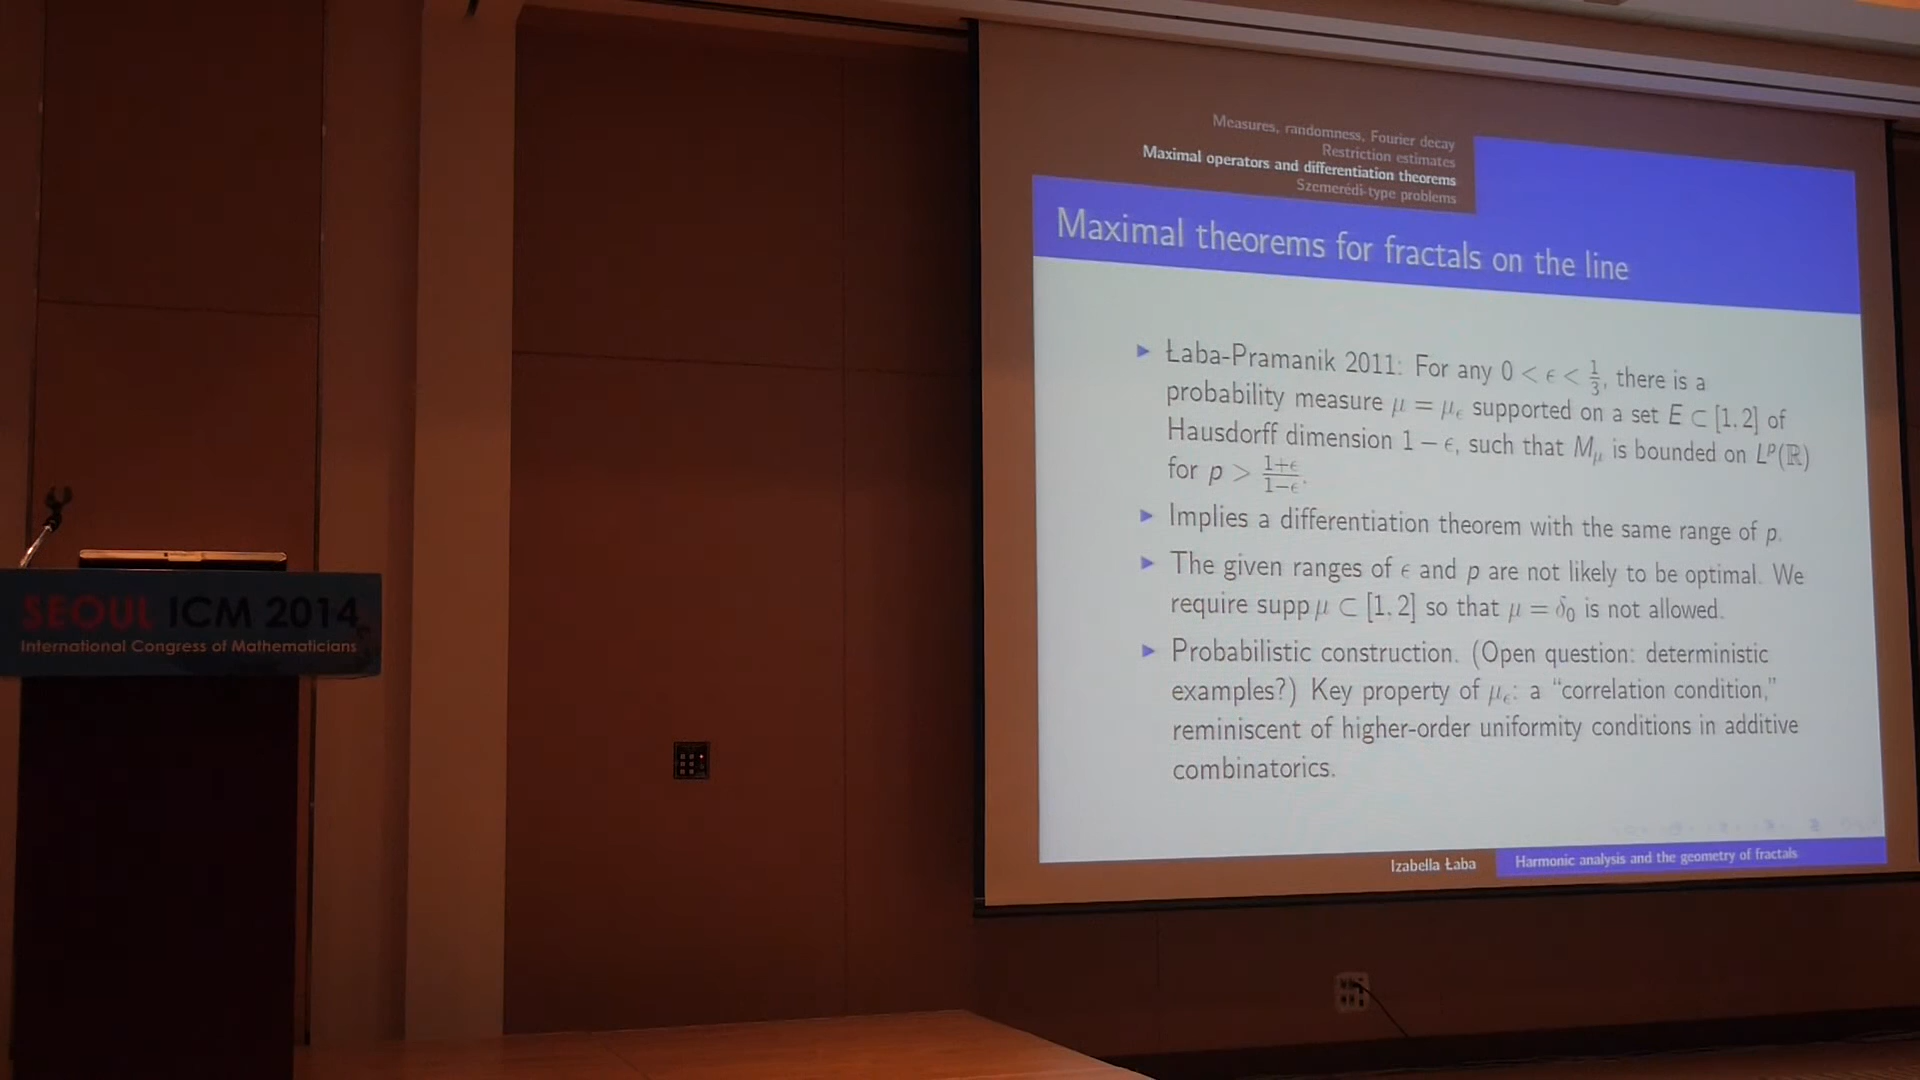 Measures, randomness, Fourier decay
Restriction estimates
Maximal operators and differentiation theorems
Szemerédi-type problems
Maximal theorems for fractals on the line
▶ Łaba-Pramanik 2011: For any 0 < ϵ < 1/3, there is a
probability measure μ = μ_ϵ supported on a set E ⊂ [1, 2] of
Hausdorff dimension 1 − ϵ, such that M_μ is bounded on L^p(ℝ)
for p > (1+ϵ)/(1−ϵ).
▶ Implies a differentiation theorem with the same range of p.
▶ The given ranges of ϵ and p are not likely to be optimal. We
require supp μ ⊂ [1, 2] so that μ = δ_0 is not allowed.
▶ Probabilistic construction. (Open question: deterministic
examples?) Key property of μ_ϵ: a “correlation condition,”
reminiscent of higher-order uniformity conditions in additive
combinatorics.
Izabella Łaba
Harmonic analysis and the geometry of fractals
SEOUL ICM 2014
International Congress of Mathematicians